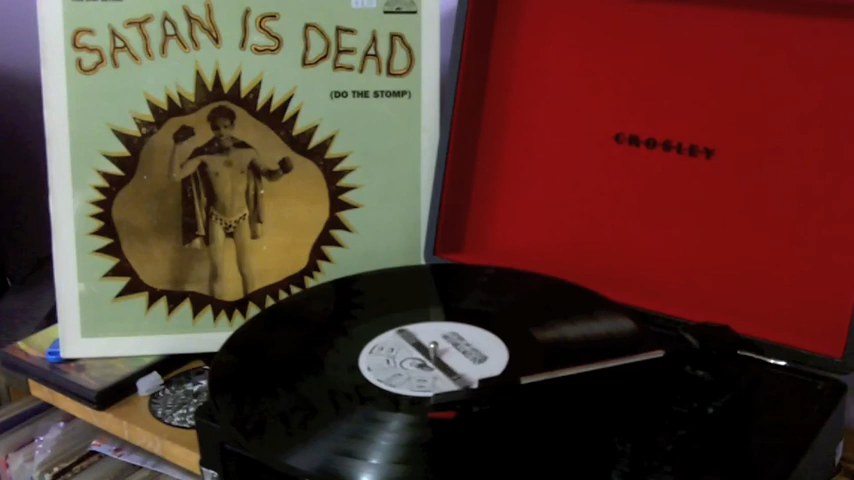 SATAN IS DEAD
(DO THE STOMP)
CROSLEY